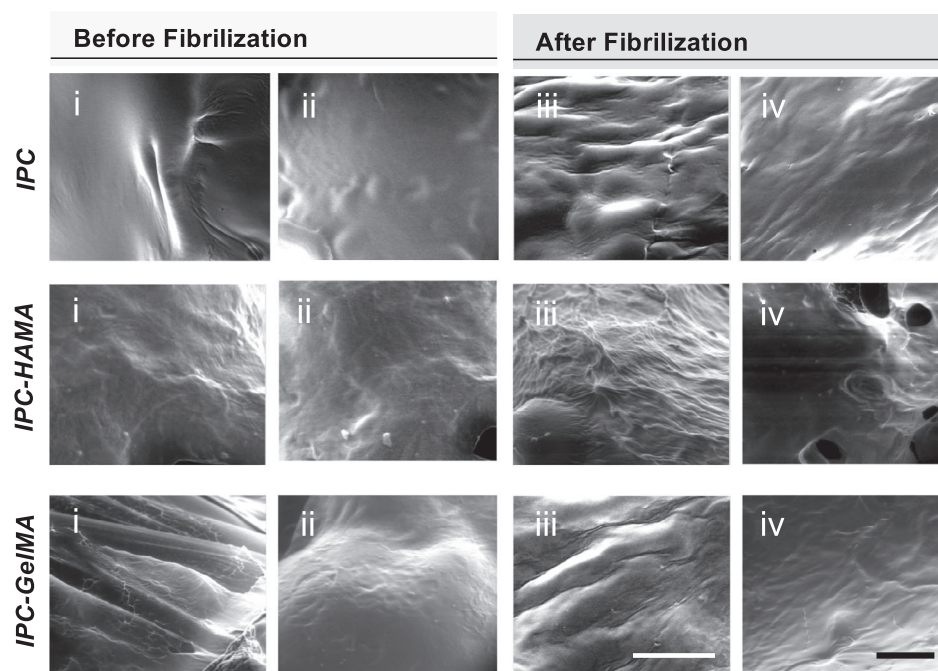 Before Fibrilization
After Fibrilization
IPC
i
ii
iii
iv
IPC-HAMA
i
ii
iii
iv
IPC-GelMA
i
ii
iii
iv